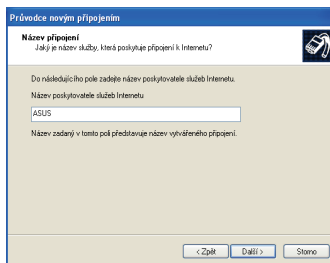 Průvodce novým připojením
Název připojení
Jaký je název služby, která poskytuje připojení k Internetu?
Do následujícího pole zadejte název poskytovatele služeb Internetu.
Název poskytovatele služeb Internetu
ASUS
Název zadaný v tomto poli představuje název vytvářeného připojení.
< Zpět Další > Storno